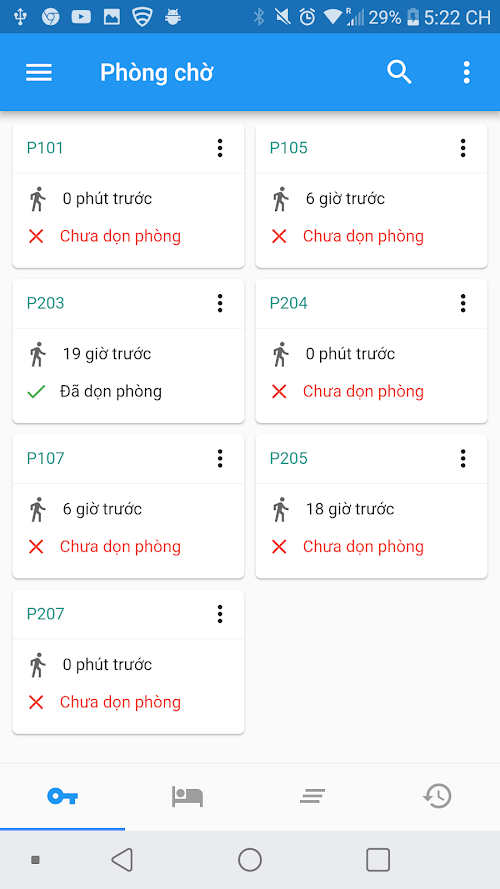 29% 5:22 CH
Phòng chờ
P101
0 phút trước
Chưa dọn phòng
P105
6 giờ trước
Chưa dọn phòng
P203
19 giờ trước
Đã dọn phòng
P204
0 phút trước
Chưa dọn phòng
P107
6 giờ trước
Chưa dọn phòng
P205
18 giờ trước
Chưa dọn phòng
P207
0 phút trước
Chưa dọn phòng